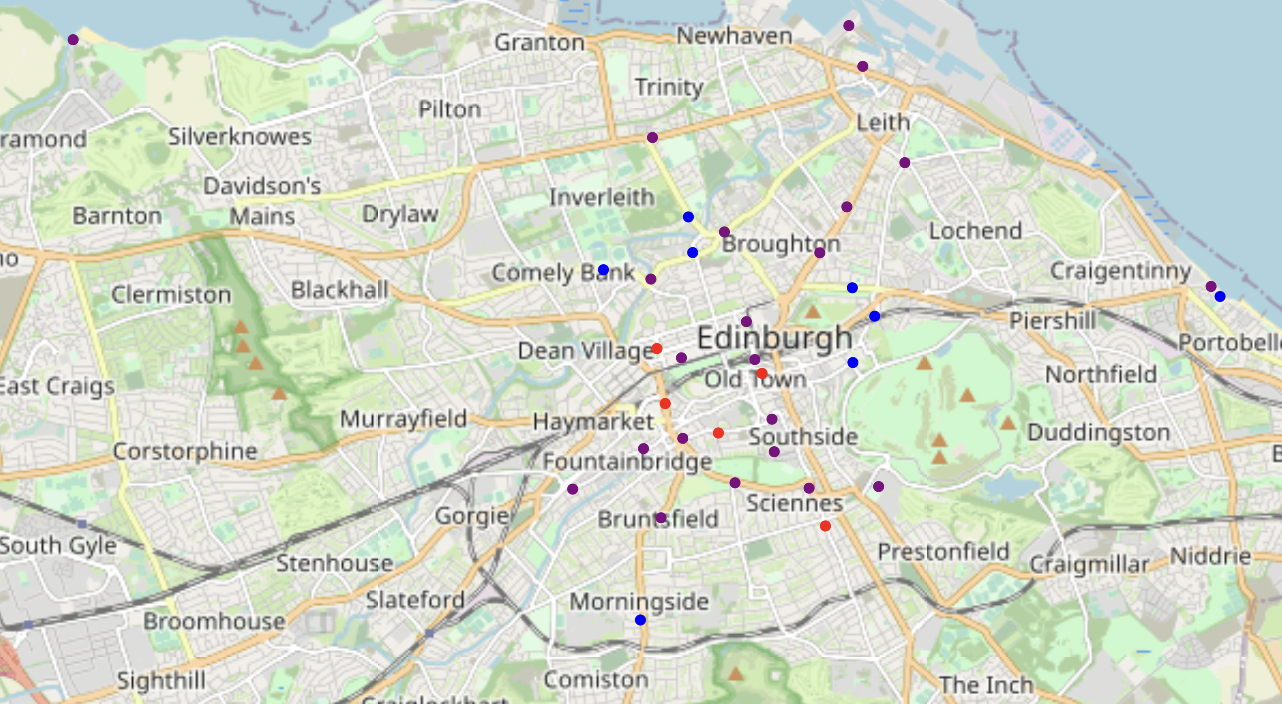 Granton
Newhaven
Trinity
Pilton
Leith
ramond
Silverknowes
Davidson's
Mains
Inverleith
Barnton
Drylaw
Lochend
Broughton
no
Comely Bank
Craigentinny
Clermiston
Blackhall
Piershill
Edinburgh
Portobello
Dean Village
Old Town
Northfield
East Craigs
Murrayfield
Haymarket
Southside
Duddingston
Corstorphine
Fountainbridge
B
Sciennes
Gorgie
Bruntsfield
South Gyle
Stenhouse
Prestonfield
Craigmillar
Niddrie
Slateford
Morningside
Broomhouse
Sighthill
Comiston
The Inch
Craiglockhart